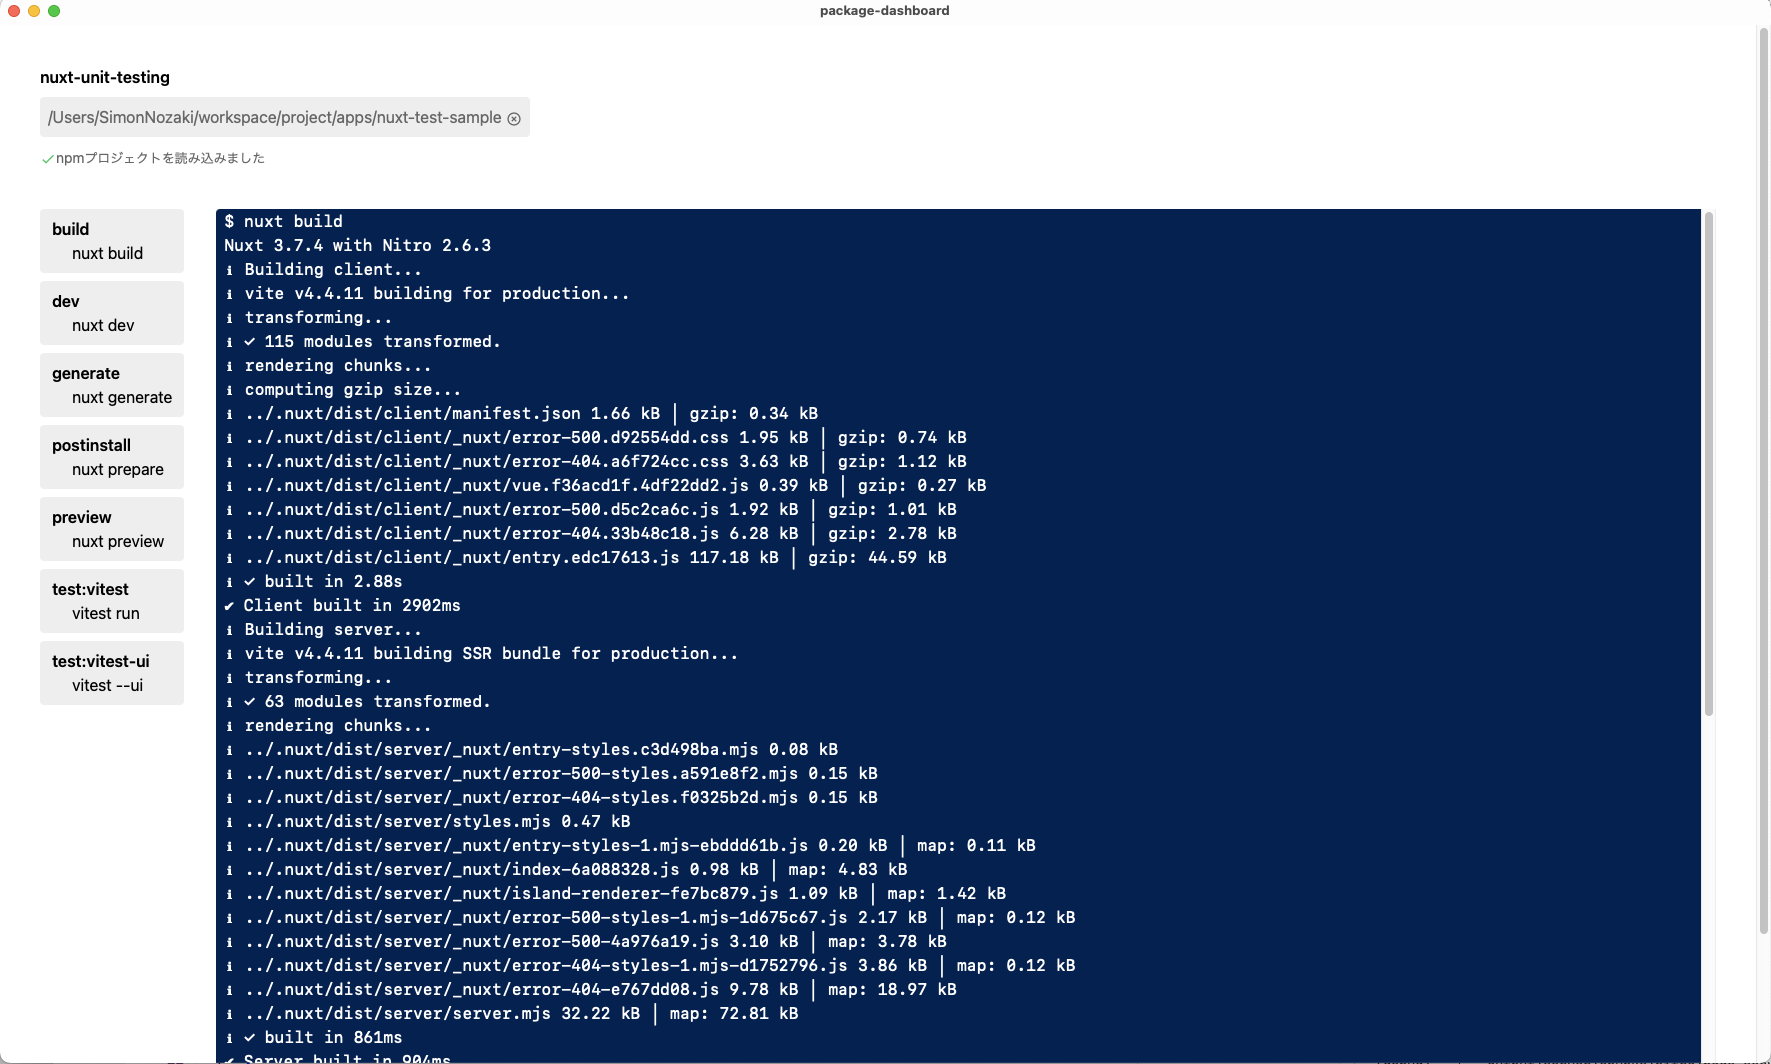 package-dashboard
nuxt-unit-testing
/Users/SimonNozaki/workspace/project/apps/nuxt-test-sample
npmプロジェクトを読み込みました
build
nuxt build
dev
nuxt dev
generate
nuxt generate
postinstall
nuxt prepare
preview
nuxt preview
test:vitest
vitest run
test:vitest-ui
vitest --ui
$ nuxt build
Nuxt 3.7.4 with Nitro 2.6.3
ℹ Building client...
ℹ vite v4.4.11 building for production...
ℹ transforming...
ℹ ✓ 115 modules transformed.
ℹ rendering chunks...
ℹ computing gzip size...
ℹ ../.nuxt/dist/client/manifest.json 1.66 kB │ gzip: 0.34 kB
ℹ ../.nuxt/dist/client/_nuxt/error-500.d92554dd.css 1.95 kB │ gzip: 0.74 kB
ℹ ../.nuxt/dist/client/_nuxt/error-404.a6f724cc.css 3.63 kB │ gzip: 1.12 kB
ℹ ../.nuxt/dist/client/_nuxt/vue.f36acd1f.4df22dd2.js 0.39 kB │ gzip: 0.27 kB
ℹ ../.nuxt/dist/client/_nuxt/error-500.d5c2ca6c.js 1.92 kB │ gzip: 1.01 kB
ℹ ../.nuxt/dist/client/_nuxt/error-404.33b48c18.js 6.28 kB │ gzip: 2.78 kB
ℹ ../.nuxt/dist/client/_nuxt/entry.edc17613.js 117.18 kB │ gzip: 44.59 kB
ℹ ✓ built in 2.88s
✔ Client built in 2902ms
ℹ Building server...
ℹ vite v4.4.11 building SSR bundle for production...
ℹ transforming...
ℹ ✓ 63 modules transformed.
ℹ rendering chunks...
ℹ ../.nuxt/dist/server/_nuxt/entry-styles.c3d498ba.mjs 0.08 kB
ℹ ../.nuxt/dist/server/_nuxt/error-500-styles.a591e8f2.mjs 0.15 kB
ℹ ../.nuxt/dist/server/_nuxt/error-404-styles.f0325b2d.mjs 0.15 kB
ℹ ../.nuxt/dist/server/styles.mjs 0.47 kB
ℹ ../.nuxt/dist/server/_nuxt/entry-styles-1.mjs-ebddd61b.js 0.20 kB │ map: 0.11 kB
ℹ ../.nuxt/dist/server/_nuxt/index-6a088328.js 0.98 kB │ map: 4.83 kB
ℹ ../.nuxt/dist/server/_nuxt/island-renderer-fe7bc879.js 1.09 kB │ map: 1.42 kB
ℹ ../.nuxt/dist/server/_nuxt/error-500-styles-1.mjs-1d675c67.js 2.17 kB │ map: 0.12 kB
ℹ ../.nuxt/dist/server/_nuxt/error-500-4a976a19.js 3.10 kB │ map: 3.78 kB
ℹ ../.nuxt/dist/server/_nuxt/error-404-styles-1.mjs-d1752796.js 3.86 kB │ map: 0.12 kB
ℹ ../.nuxt/dist/server/_nuxt/error-404-e767dd08.js 9.78 kB │ map: 18.97 kB
ℹ ../.nuxt/dist/server/server.mjs 32.22 kB │ map: 72.81 kB
ℹ ✓ built in 861ms
✔ Server built in 904ms